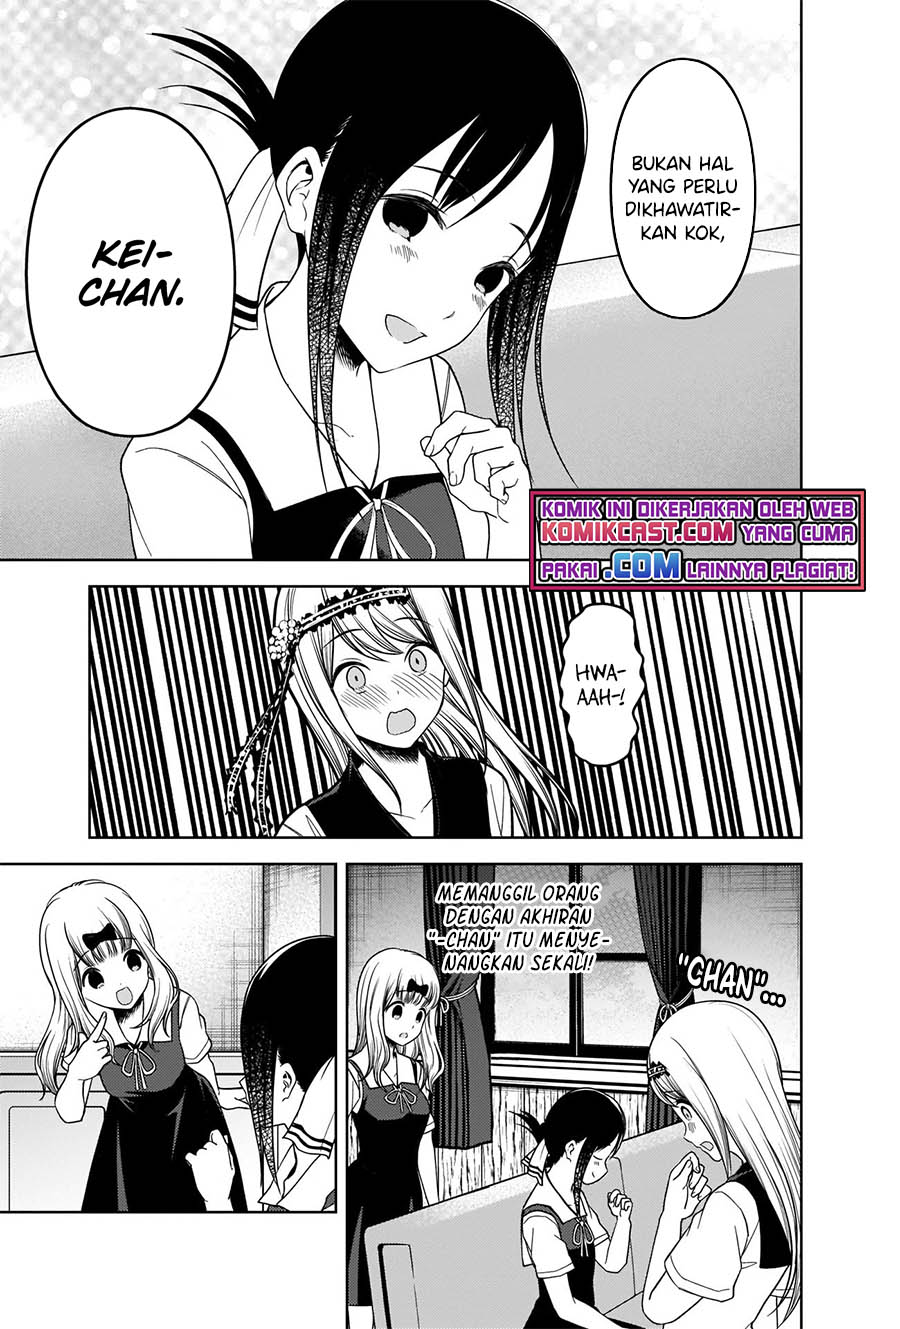 BUKAN HAL
YANG PERLU
DIKHAWATIR-
KAN KOK,
KEI-
CHAN.
KOMIK INI DIKERJAKAN OLEH WEB
KOMIKCAST.COM YANG CUMA
PAKAI .COM LAINNYA PLAGIAT!
HWA-
AAH-!
"CHAN"...
MEMANGGIL ORANG
DENGAN AKHIRAN
"-CHAN" ITU MENYE-
NANGKAN SEKALI!